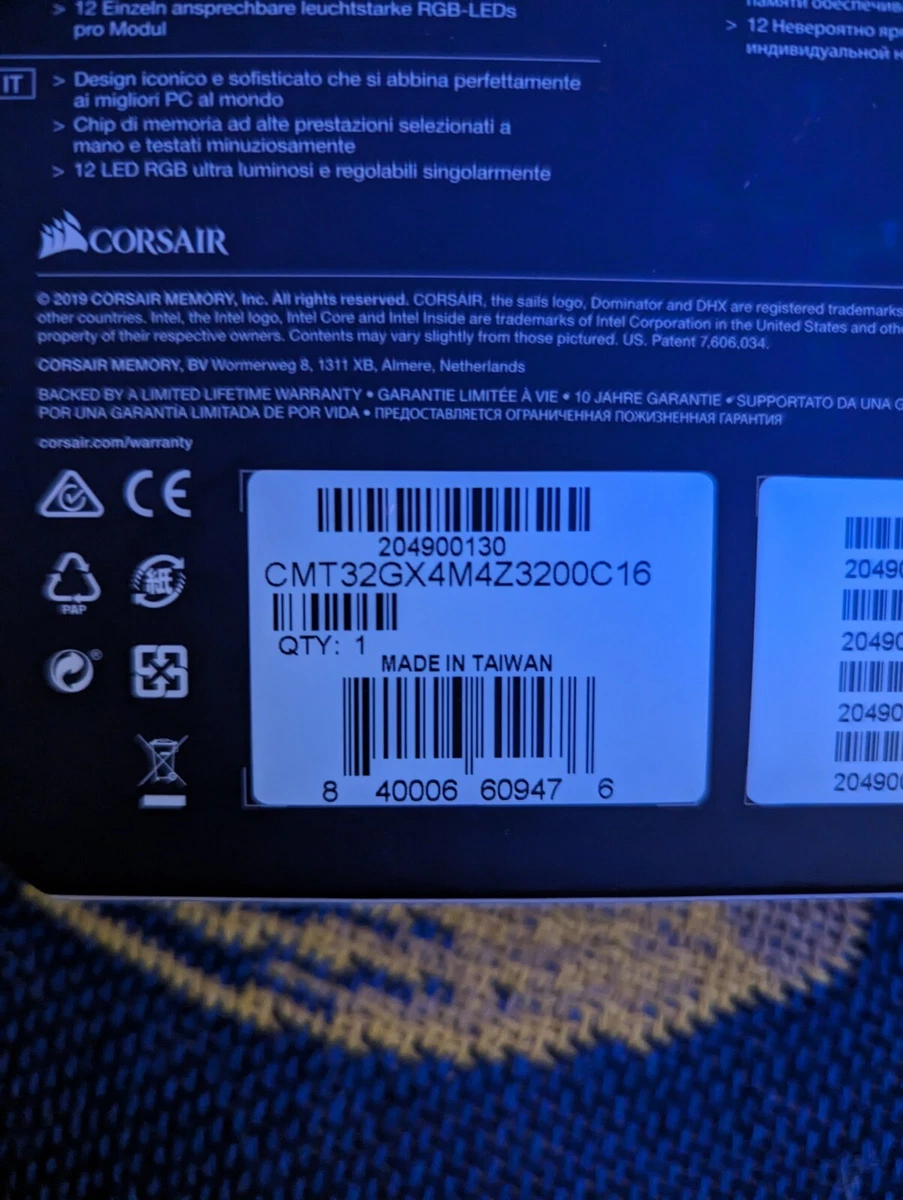 > 12 Einzeln ansprechbare leuchtstarke RGB-LEDs
pro Modul
> 12 Невероятно
индивидуальной
IT
> Design iconico e sofisticato che si abbina perfettamente
ai migliori PC al mondo
> Chip di memoria ad alte prestazioni selezionati a
mano e testati minuziosamente
> 12 LED RGB ultra luminosi e regolabili singolarmente
CORSAIR
© 2019 CORSAIR MEMORY, Inc. All rights reserved. CORSAIR, the sails logo, Dominator and DHX are registered trademarks
other countries. Intel, the Intel logo, Intel Core and Intel Inside are trademarks of Intel Corporation in the United States and
property of their respective owners. Contents may vary slightly from those pictured. US. Patent 7,606,034.
CORSAIR MEMORY, BV Wormerweg 8, 1311 XB, Almere, Netherlands
BACKED BY A LIMITED LIFETIME WARRANTY • GARANTIE LIMITÉE À VIE • 10 JAHRE GARANTIE • SUPPORTATO DA UNA
POR UNA GARANTÍA LIMITADA DE POR VIDA • ПРЕДОСТАВЛЯЕТСЯ ОГРАНИЧЕННАЯ ПОЖИЗНЕННАЯ ГАРАНТИЯ
corsair.com/warranty
CE
PAP
紙
®
204900130
CMT32GX4M4Z3200C16
QTY: 1
MADE IN TAIWAN
8 40006 60947 6
2049
20490
20490
204900